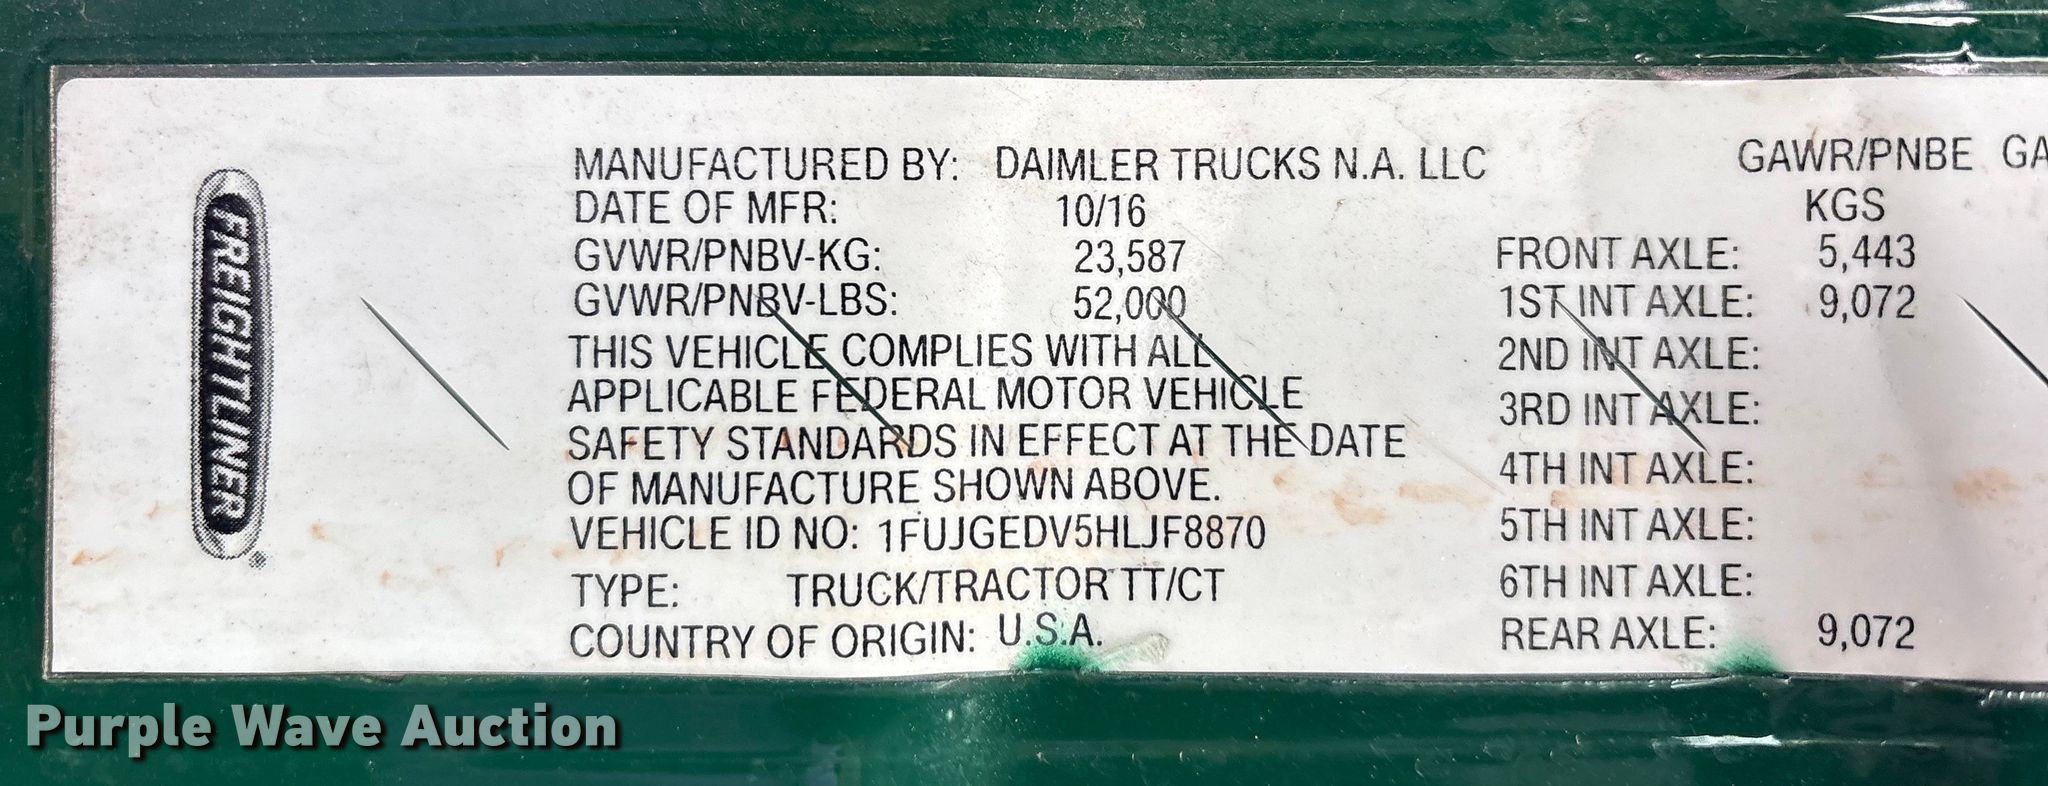 FREIGHTLINER
MANUFACTURED BY: DAIMLER TRUCKS N.A. LLC
DATE OF MFR: 10/16
GVWR/PNBV-KG: 23,587
GVWR/PNBV-LBS: 52,000
THIS VEHICLE COMPLIES WITH ALL
APPLICABLE FEDERAL MOTOR VEHICLE
SAFETY STANDARDS IN EFFECT AT THE DATE
OF MANUFACTURE SHOWN ABOVE.
VEHICLE ID NO: 1FUJGEDV5HLJF8870
TYPE: TRUCK/TRACTOR TT/CT
COUNTRY OF ORIGIN: U.S.A.
GAWR/PNBE GA
KGS
FRONT AXLE: 5,443
1ST INT AXLE: 9,072
2ND INT AXLE:
3RD INT AXLE:
4TH INT AXLE:
5TH INT AXLE:
6TH INT AXLE:
REAR AXLE: 9,072
Purple Wave Auction